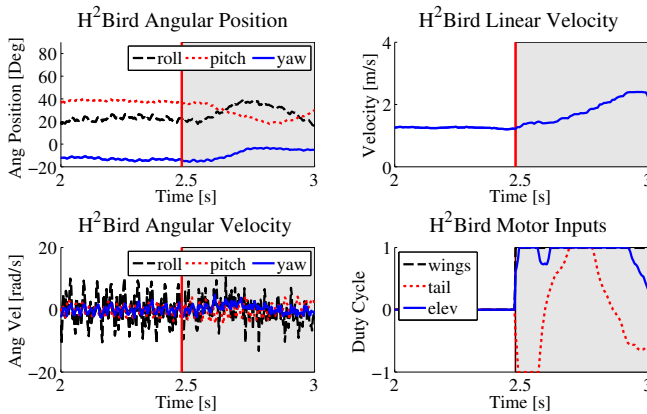 H²Bird Angular Position
Ang Position [Deg]
80
60
40
20
0
−20
roll pitch yaw
2 2.5 3
Time [s]
H²Bird Linear Velocity
Velocity [m/s]
4
2
0
2 2.5 3
Time [s]
H²Bird Angular Velocity
Ang Vel [rad/s]
20
0
−20
roll pitch yaw
2 2.5 3
Time [s]
H²Bird Motor Inputs
Duty Cycle
1
0
−1
wings
tail
elev
2 2.5 3
Time [s]